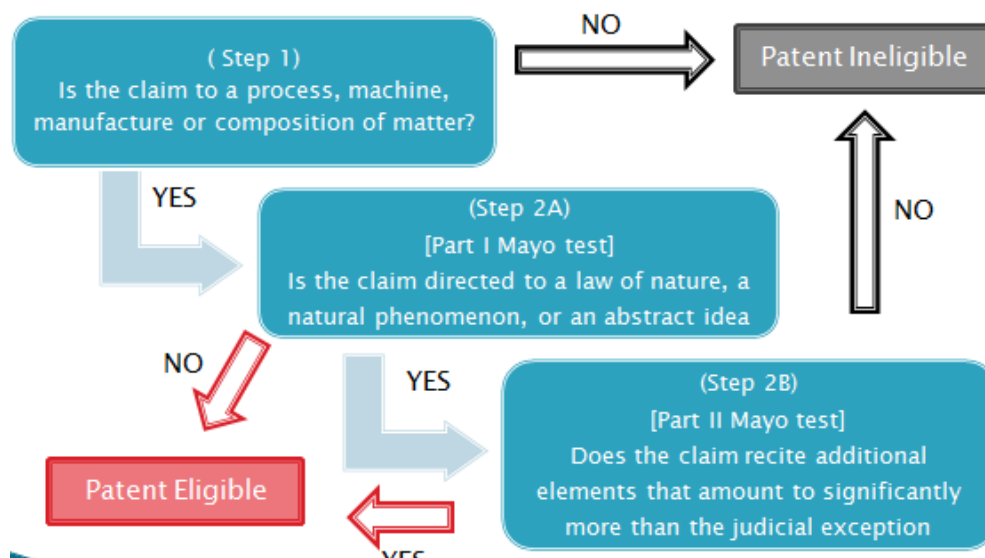 NO
( Step 1)
Is the claim to a process, machine,
manufacture or composition of matter?
Patent Ineligible
YES
(Step 2A)
[Part I Mayo test]
Is the claim directed to a law of nature, a
natural phenomenon, or an abstract idea
NO
NO
YES
(Step 2B)
[Part II Mayo test]
Does the claim recite additional
elements that amount to significantly
more than the judicial exception
Patent Eligible
YES